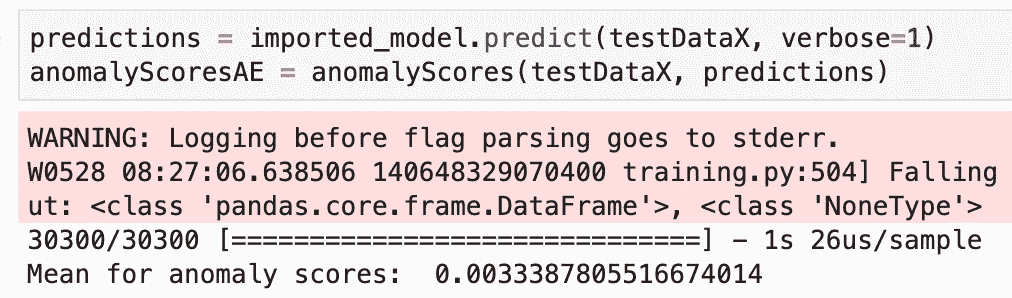 predictions = imported_model.predict(testDataX, verbose=1)
anomalyScoresAE = anomalyScores(testDataX, predictions)
WARNING: Logging before flag parsing goes to stderr.
W0528 08:27:06.638506 140648329070400 training.py:504] Falling
ut: <class 'pandas.core.frame.DataFrame'>, <class 'NoneType'>
30300/30300 [==============================] - 1s 26us/sample
Mean for anomaly scores:  0.0033387805516674014